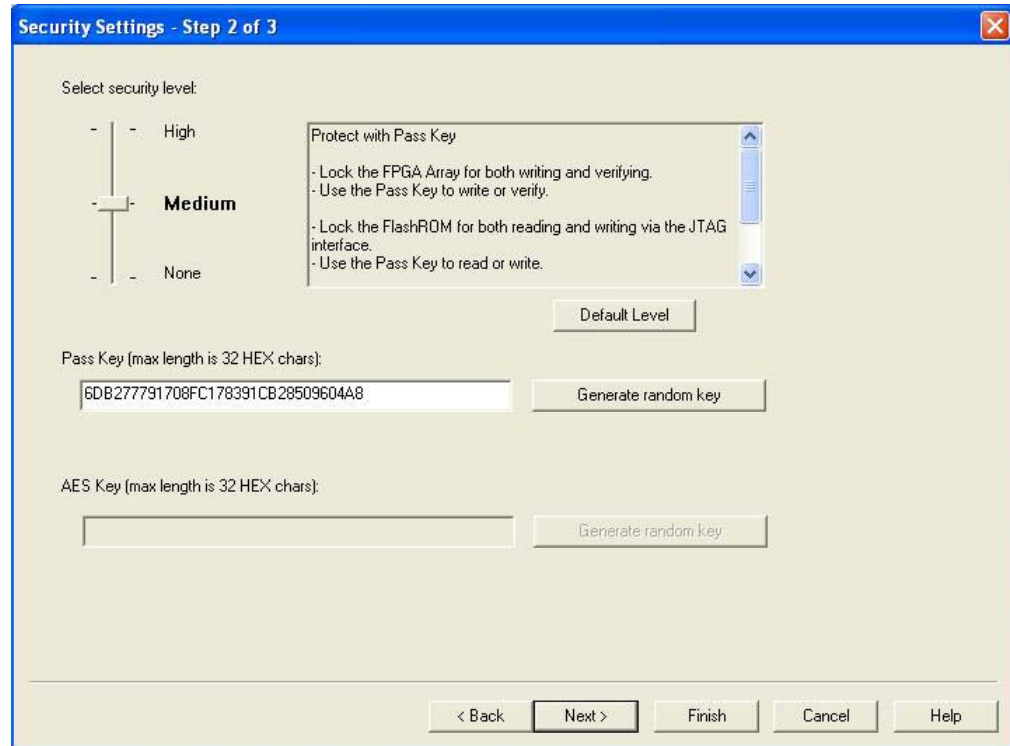 Security Settings - Step 2 of 3
Select security level:
High
Medium
None
Protect with Pass Key
- Lock the FPGA Array for both writing and verifying.
- Use the Pass Key to write or verify.
- Lock the FlashROM for both reading and writing via the JTAG
interface.
- Use the Pass Key to read or write.
Default Level
Pass Key (max length is 32 HEX chars):
6DB277791708FC178391CB28509604A8
Generate random key
AES Key (max length is 32 HEX chars):
Generate random key
< Back
Next >
Finish
Cancel
Help